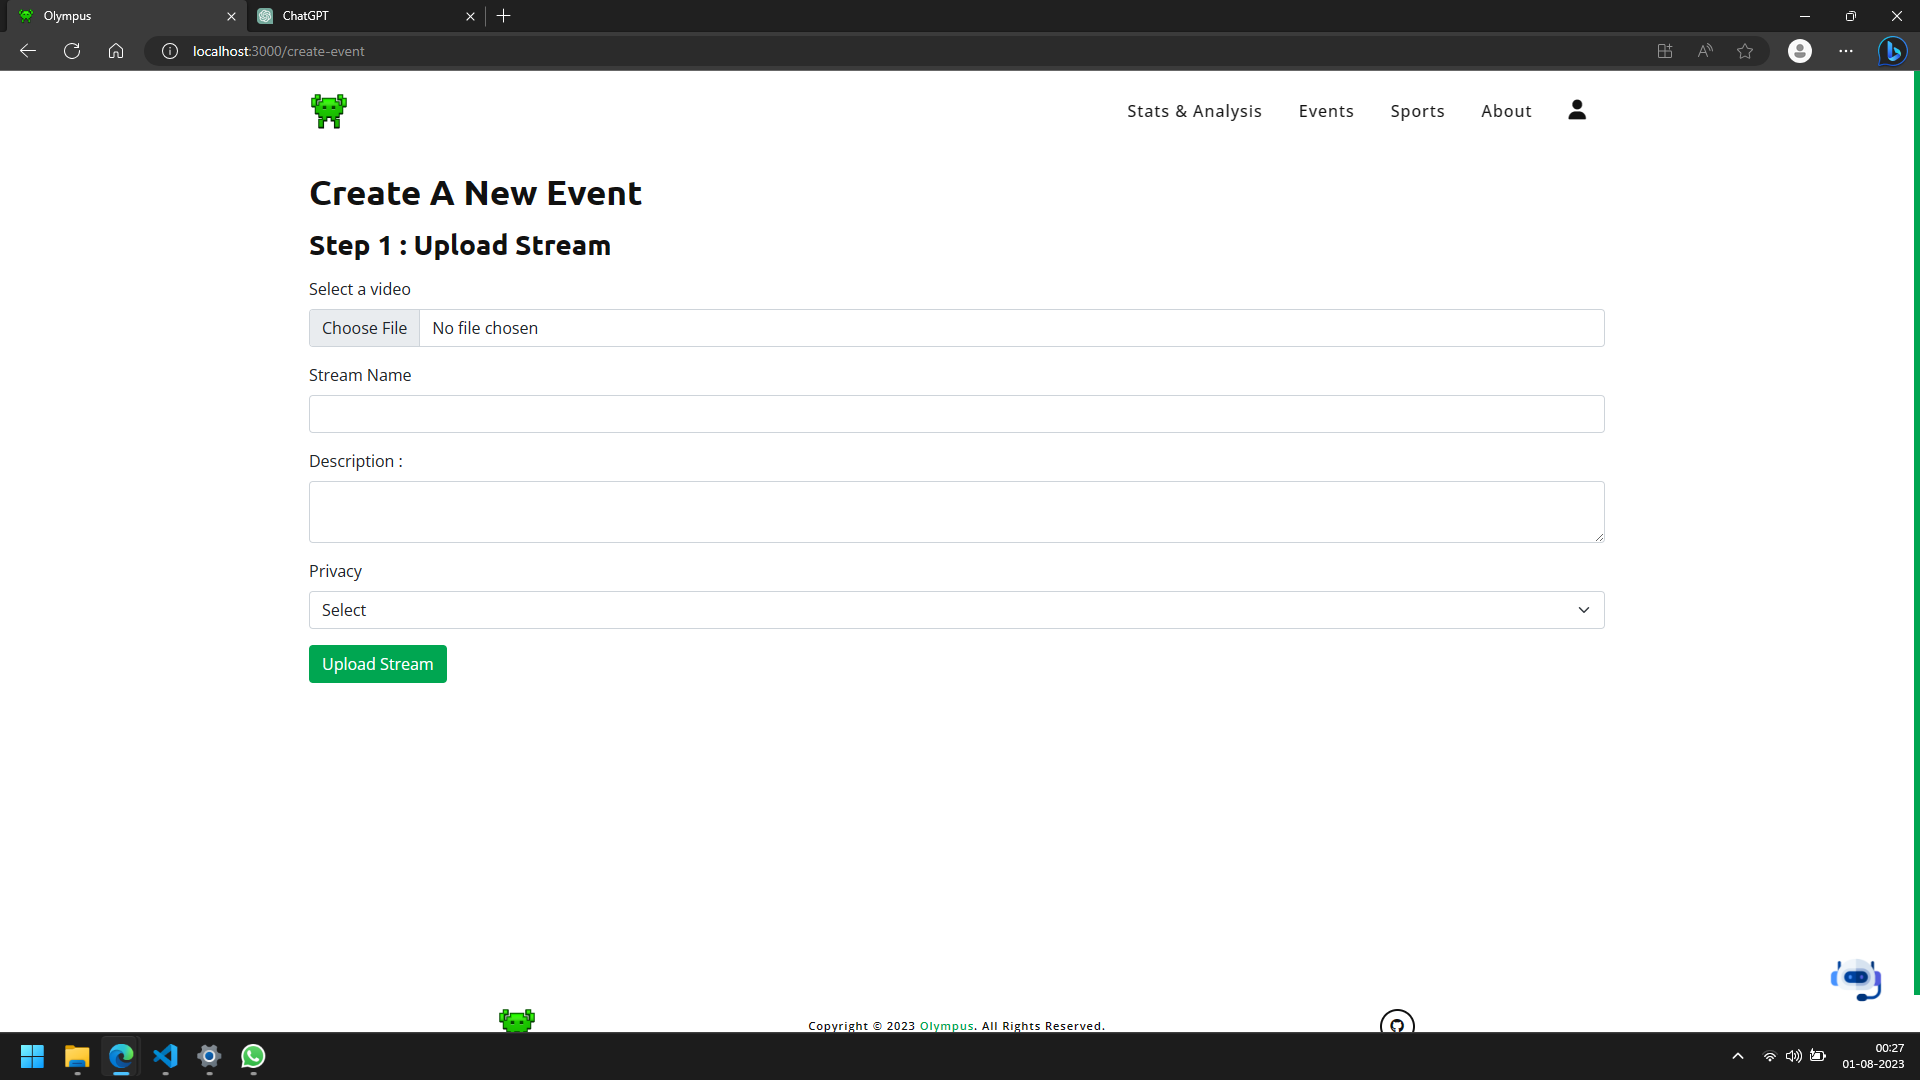 Olympus
ChatGPT
localhost:3000/create-event
Stats & Analysis
Events
Sports
About
Create A New Event
Step 1 : Upload Stream
Select a video
Choose File
No file chosen
Stream Name
Description :
Privacy
Select
Upload Stream
Copyright © 2023 Olympus. All Rights Reserved.
00:27
01-08-2023